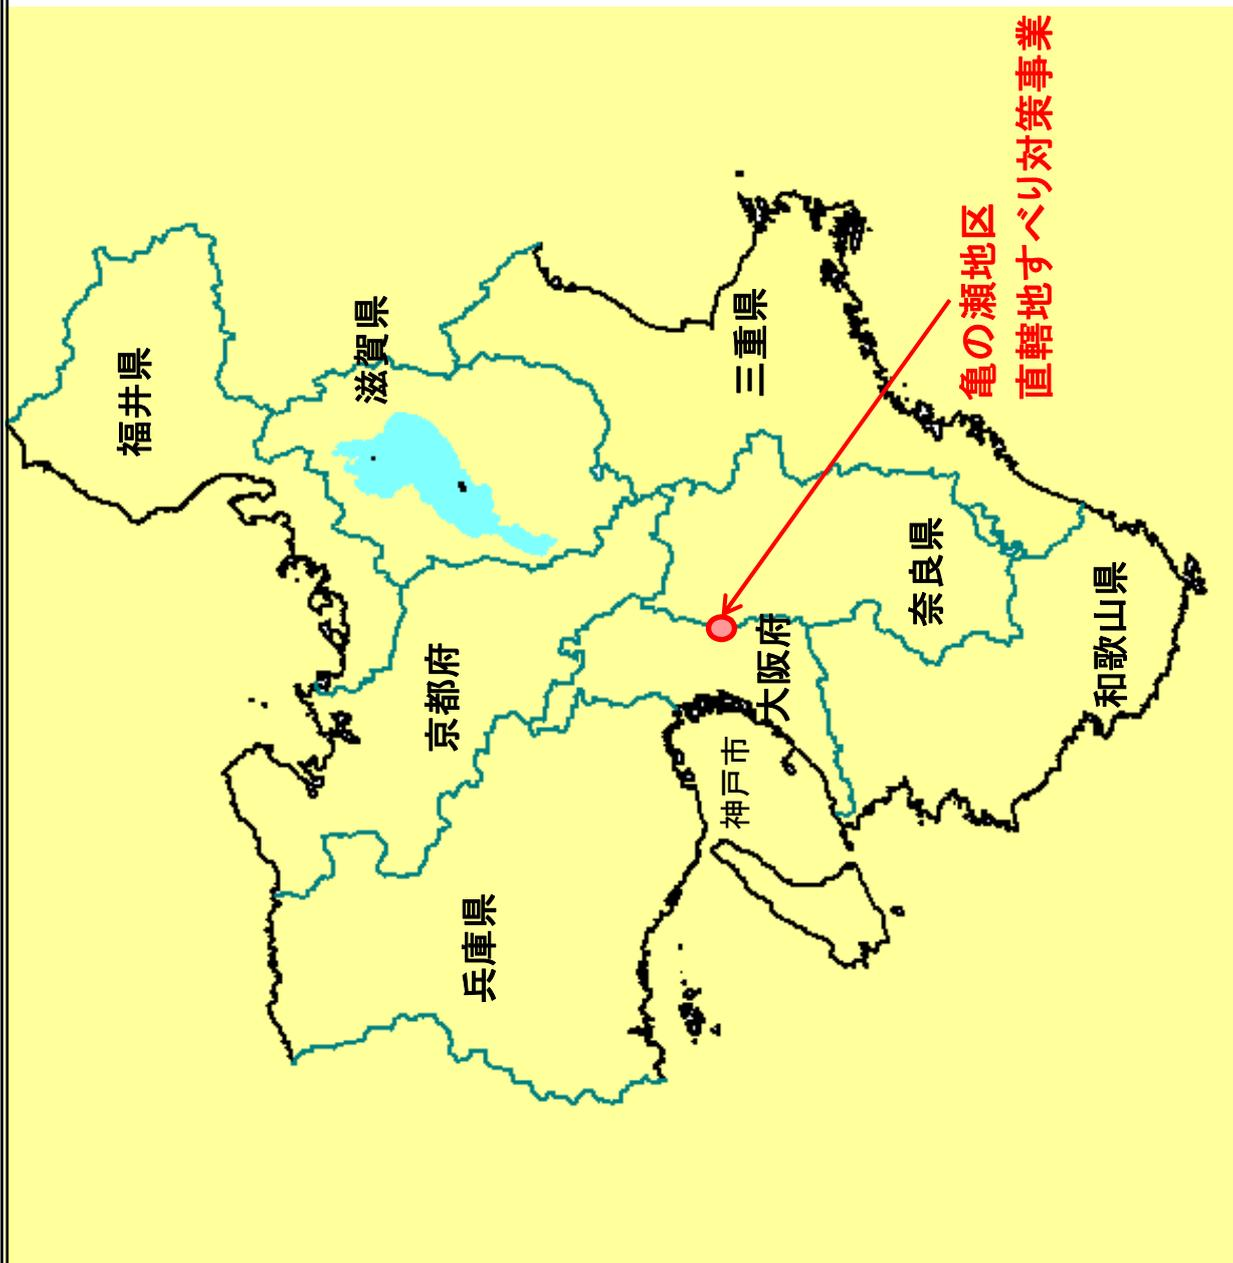 福井県
滋賀県
京都府
兵庫県
三重県
神戸市
大阪府
奈良県
和歌山県
亀の瀬地区
直轄地すべり対策事業